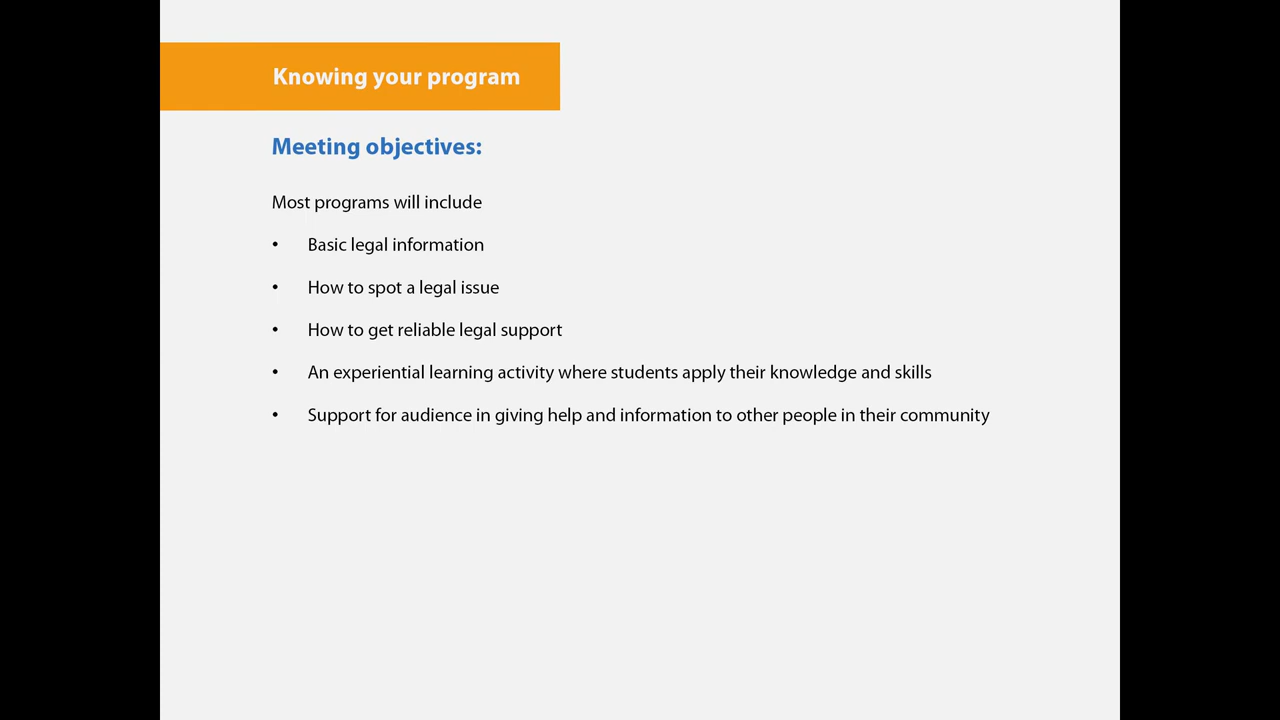 Knowing your program
Meeting objectives:
Most programs will include
• Basic legal information
• How to spot a legal issue
• How to get reliable legal support
• An experiential learning activity where students apply their knowledge and skills
• Support for audience in giving help and information to other people in their community